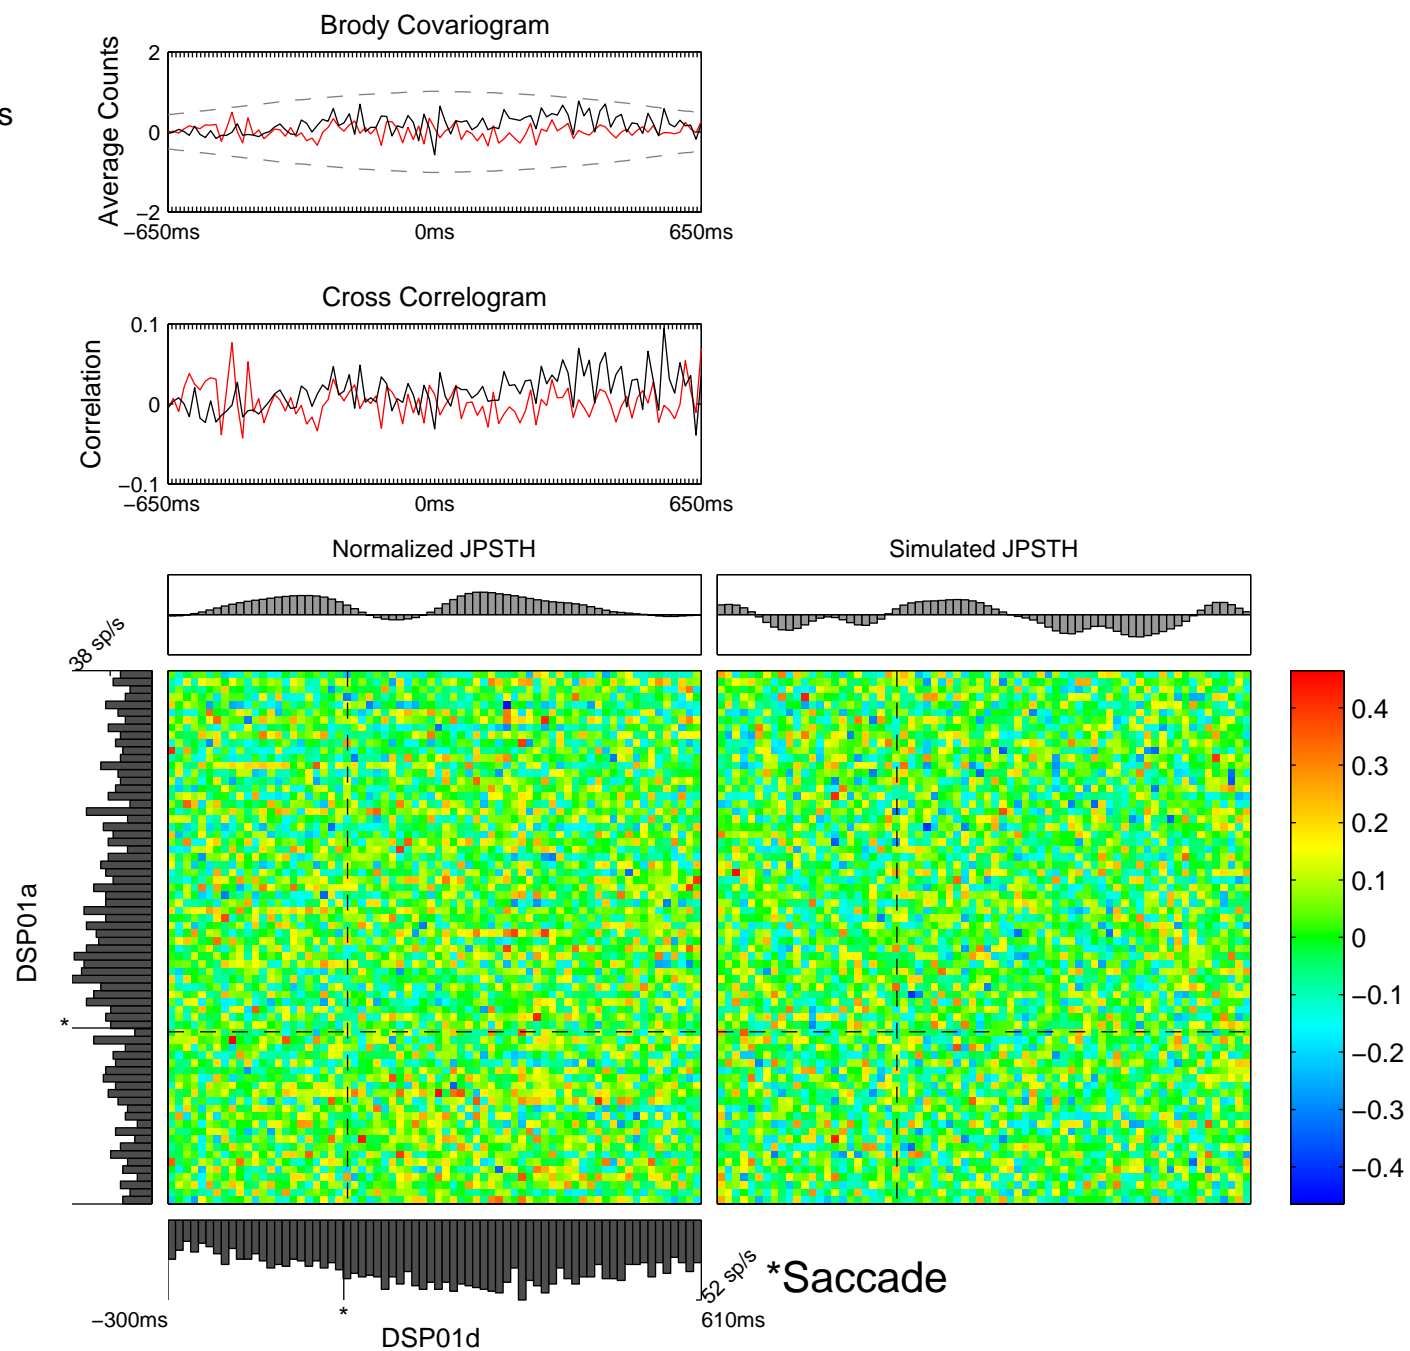 Brody Covariogram
s
Average Counts
2
0
−2
−650ms
0ms
650ms
Cross Correlogram
Correlation
0.1
0
−0.1
−650ms
0ms
650ms
Normalized JPSTH
Simulated JPSTH
38 sp/s
DSP01a
*
0.4
0.3
0.2
0.1
0
−0.1
−0.2
−0.3
−0.4
52 sp/s
*Saccade
*
−300ms
610ms
DSP01d